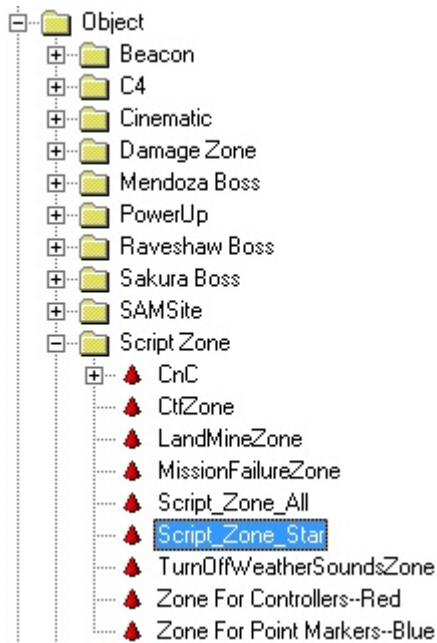 Object
Beacon
C4
Cinematic
Damage Zone
Mendoza Boss
PowerUp
Raveshaw Boss
Sakura Boss
SAMSite
Script Zone
CnC
CtfZone
LandMineZone
MissionFailureZone
Script_Zone_All
Script_Zone_Star
TurnOffWeatherSoundsZone
Zone For Controllers--Red
Zone For Point Markers--Blue